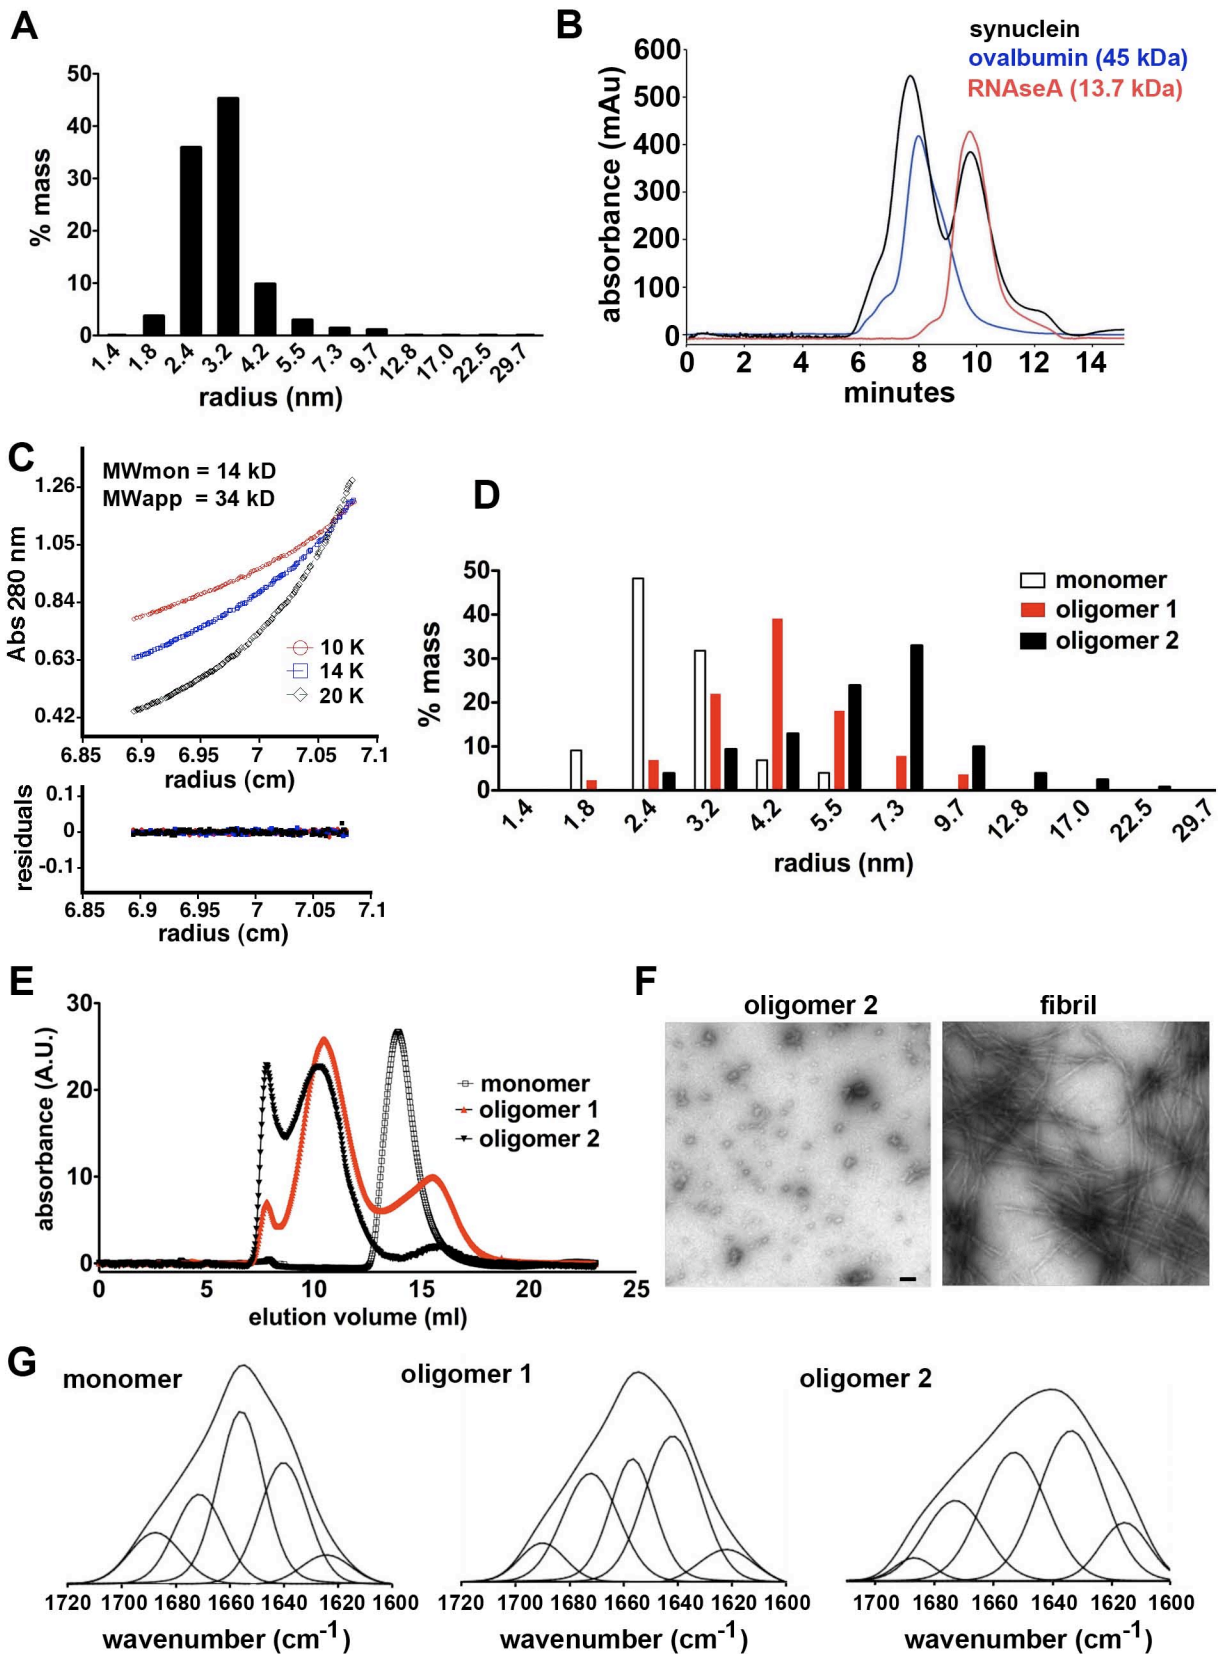 A
50
40
30
20
10
0
% mass
1.4 1.8 2.4 3.2 4.2 5.5 7.3 9.7 12.8 17.0 22.5 29.7
radius (nm)
B
synuclein
ovalbumin (45 kDa)
RNAseA (13.7 kDa)
600
500
400
300
200
100
0
absorbance (mAu)
0 2 4 6 8 10 12 14
minutes
C
MWmon = 14 kD
MWapp = 34 kD
1.26
1.05
0.84
0.63
0.42
Abs 280 nm
10 K
14 K
20 K
6.85 6.9 6.95 7 7.05 7.1
radius (cm)
0.1
0
-0.1
residuals
6.85 6.9 6.95 7 7.05 7.1
radius (cm)
D
50
40
30
20
10
0
% mass
monomer
oligomer 1
oligomer 2
1.4 1.8 2.4 3.2 4.2 5.5 7.3 9.7 12.8 17.0 22.5 29.7
radius (nm)
E
30
20
10
0
absorbance (A.U.)
monomer
oligomer 1
oligomer 2
0 5 10 15 20 25
elution volume (ml)
F
oligomer 2
fibril
G
monomer
1720 1700 1680 1660 1640 1620 1600
wavenumber (cm-1)
oligomer 1
1720 1700 1680 1660 1640 1620 1600
wavenumber (cm-1)
oligomer 2
1700 1680 1660 1640 1620 1600
wavenumber (cm-1)